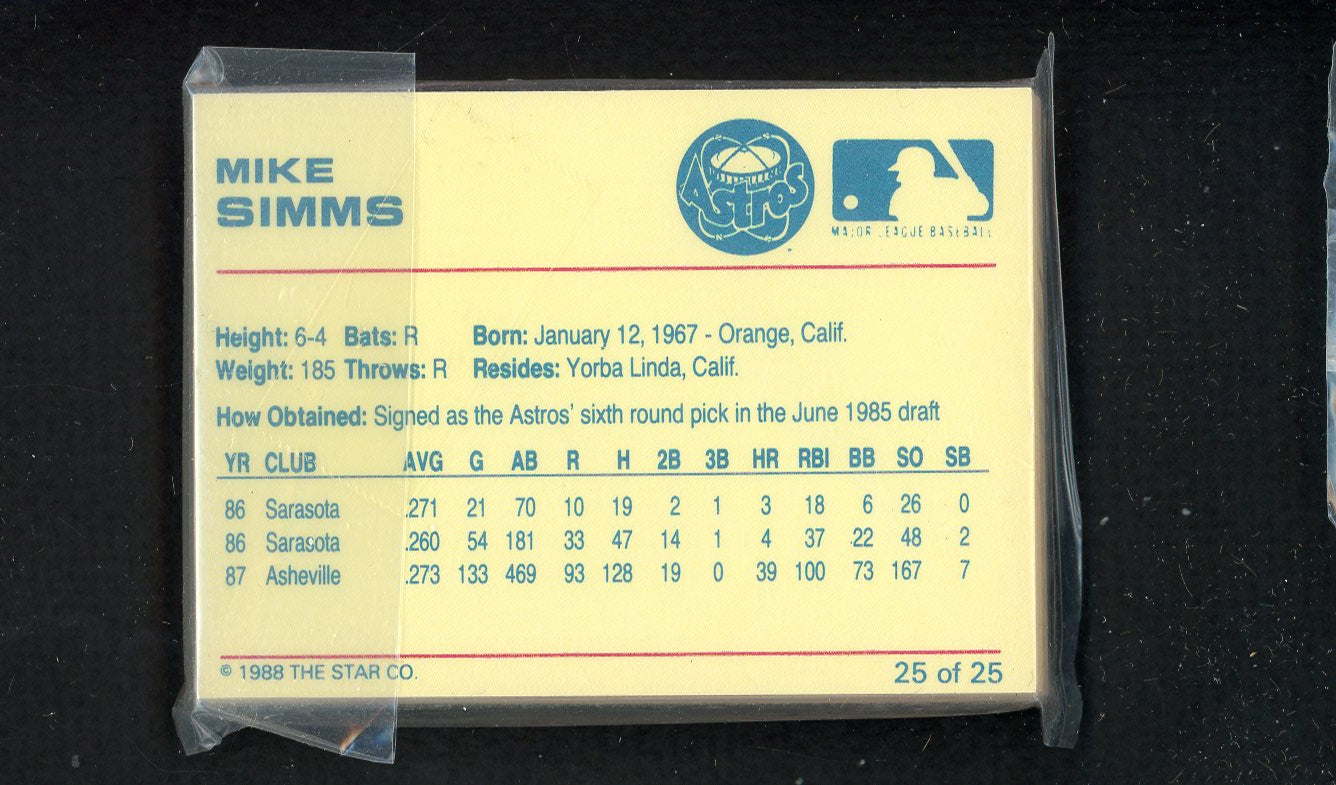 MIKE
SIMMS
Astros
MAJOR LEAGUE BASEBALL
Height: 6-4 Bats: R Born: January 12, 1967 - Orange, Calif.
Weight: 185 Throws: R Resides: Yorba Linda, Calif.
How Obtained: Signed as the Astros' sixth round pick in the June 1985 draft
YR CLUB AVG G AB R H 2B 3B HR RBI BB SO SB
86 Sarasota .271 21 70 10 19 2 1 3 18 6 26 0
86 Sarasota .260 54 181 33 47 14 1 4 37 22 48 2
87 Asheville .273 133 469 93 128 19 0 39 100 73 167 7
© 1988 THE STAR CO. 25 of 25